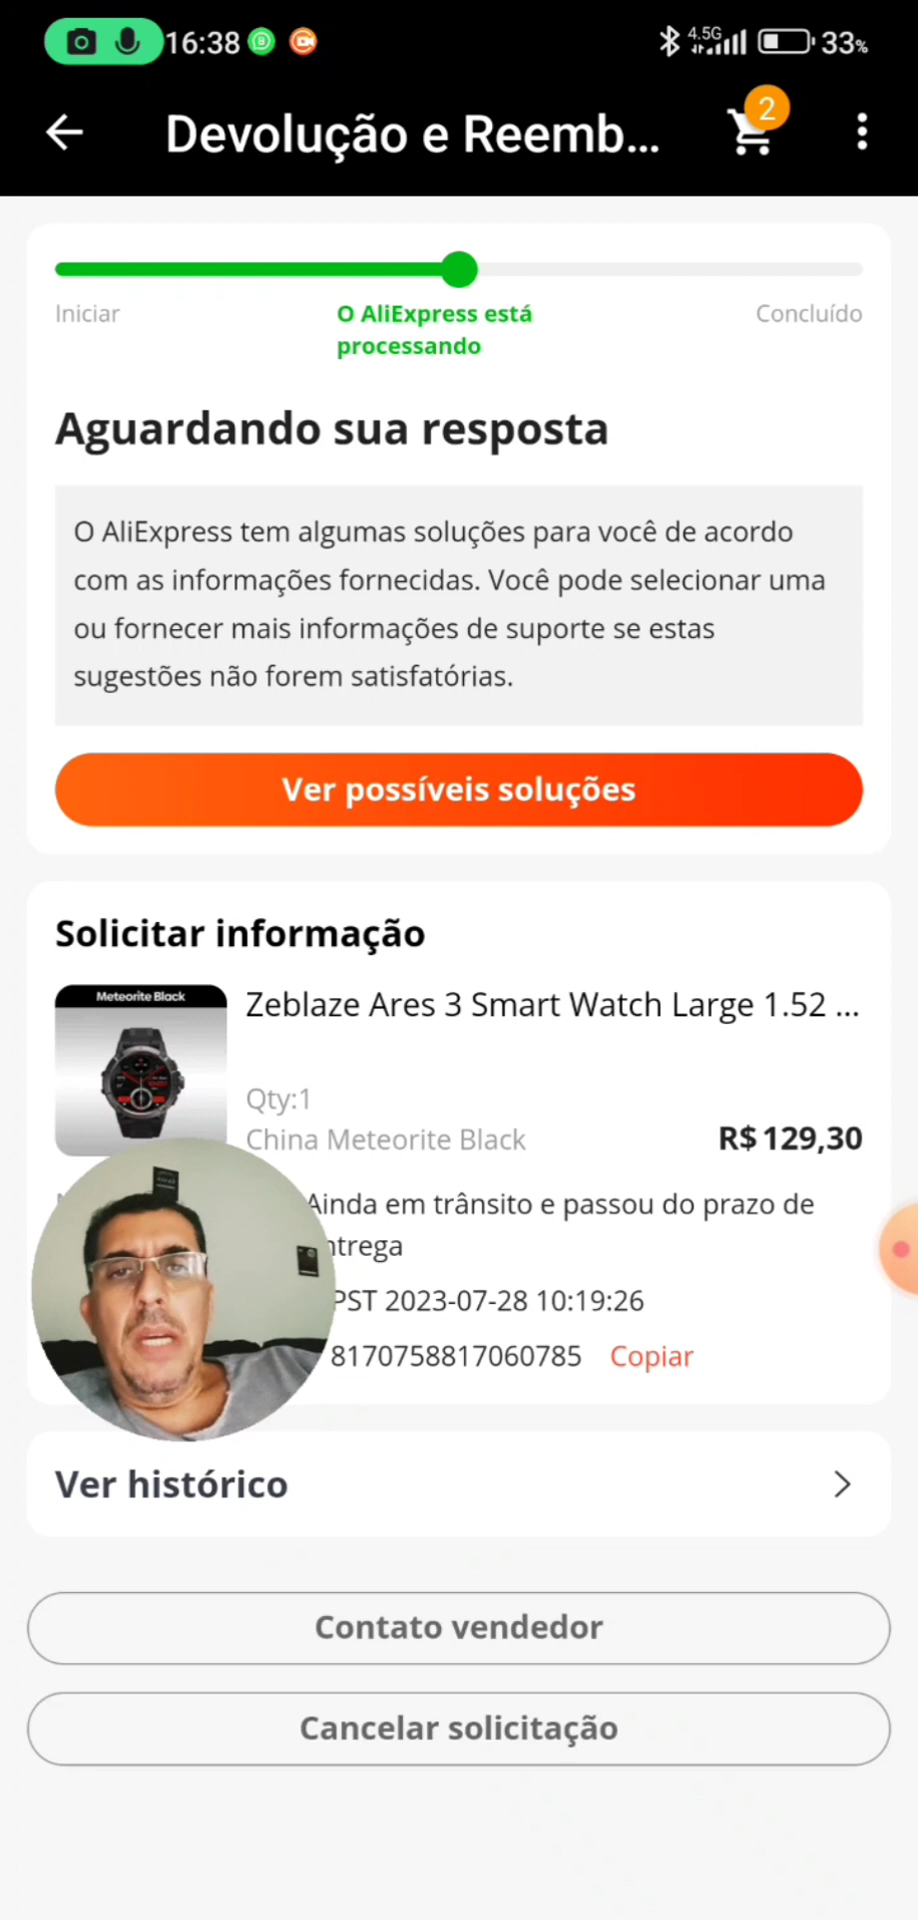 16:38
4.5G
33%
Devolução e Reemb...
2
Iniciar
O AliExpress está
processando
Concluído
Aguardando sua resposta
O AliExpress tem algumas soluções para você de acordo
com as informações fornecidas. Você pode selecionar uma
ou fornecer mais informações de suporte se estas
sugestões não forem satisfatórias.
Ver possíveis soluções
Solicitar informação
Meteorite Black
Zeblaze Ares 3 Smart Watch Large 1.52 ...
Qty:1
China Meteorite Black
R$ 129,30
Ainda em trânsito e passou do prazo de
ntrega
PST 2023-07-28 10:19:26
8170758817060785 Copiar
Ver histórico
Contato vendedor
Cancelar solicitação